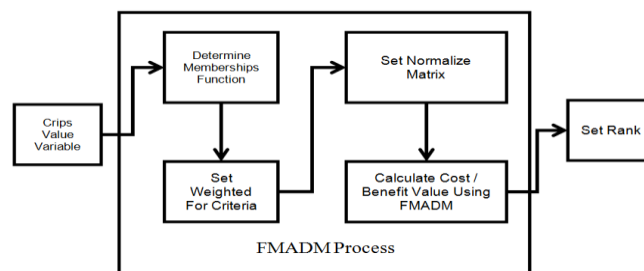 Crips
Value
Variable
Determine
Memberships
Function
Set
Weighted
For Criteria
Set Normalize
Matrix
Calculate Cost /
Benefit Value Using
FMADM
Set Rank
FMADM Process